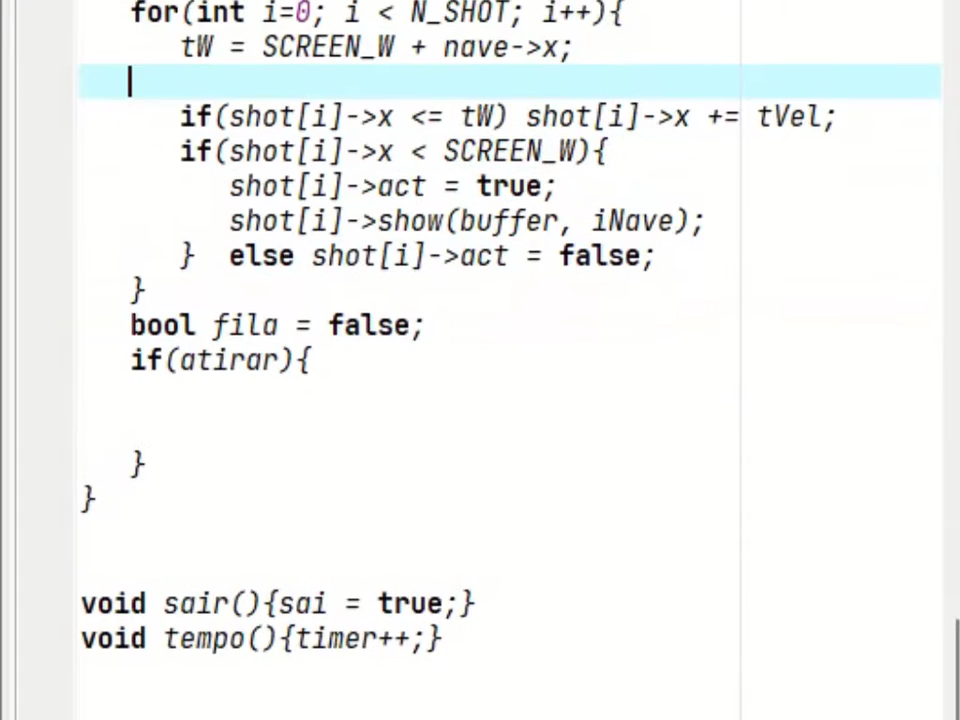 for(int i=0; i < N_SHOT; i++){
tW = SCREEN_W + nave->x;
if(shot[i]->x <= tW) shot[i]->x += tVel;
if(shot[i]->x < SCREEN_W){
shot[i]->act = true;
shot[i]->show(buffer, iNave);
} else shot[i]->act = false;
}
bool fila = false;
if(atirar){
}
}
void sair(){sai = true;}
void tempo(){timer++;}